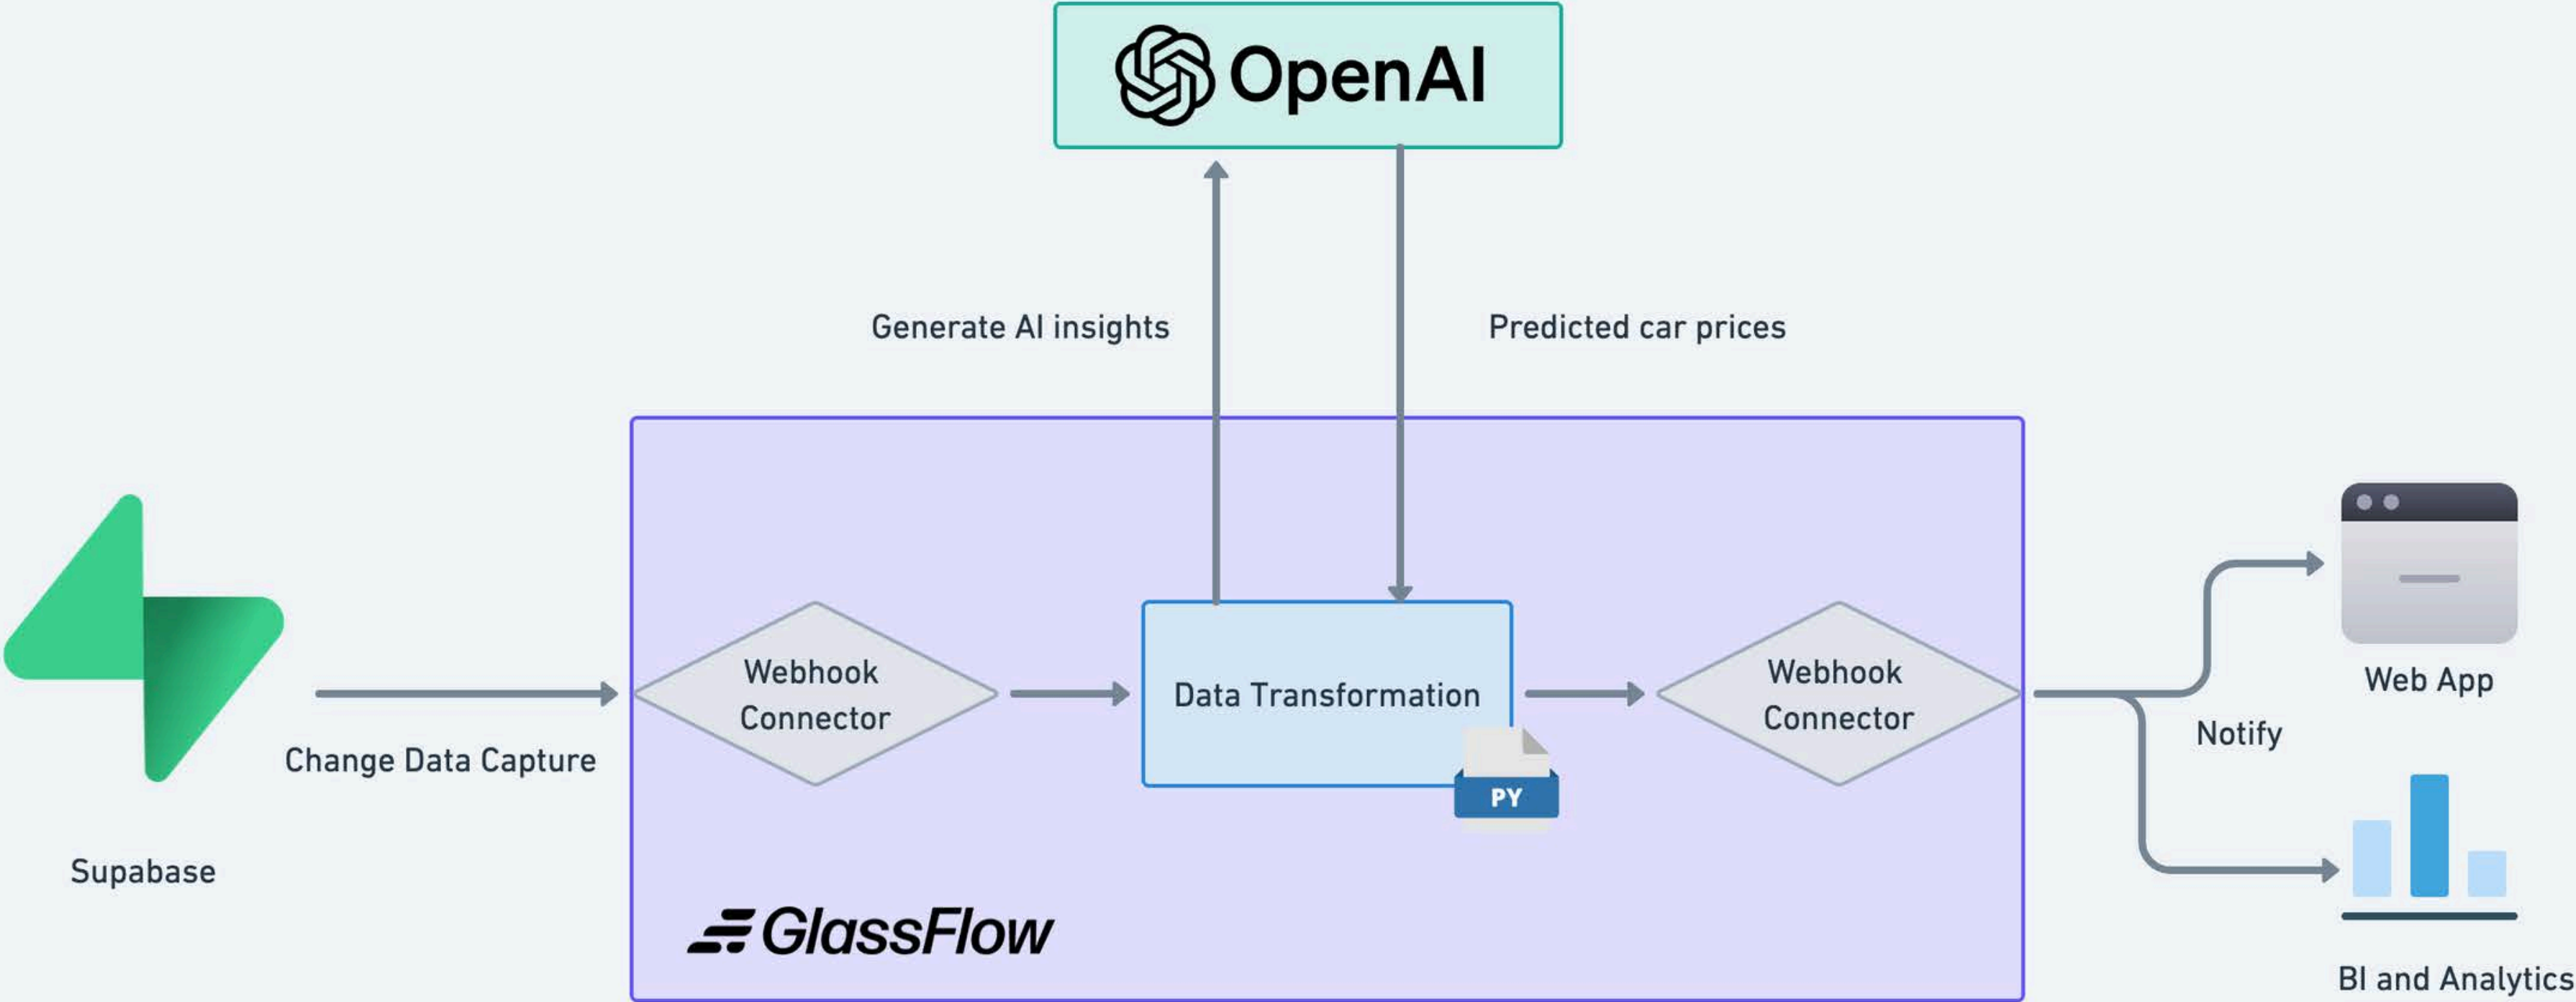 OpenAI
Generate AI insights
Predicted car prices
Webhook
Connector
Data Transformation
PY
Webhook
Connector
Change Data Capture
Supabase
GlassFlow
Web App
Notify
BI and Analytics